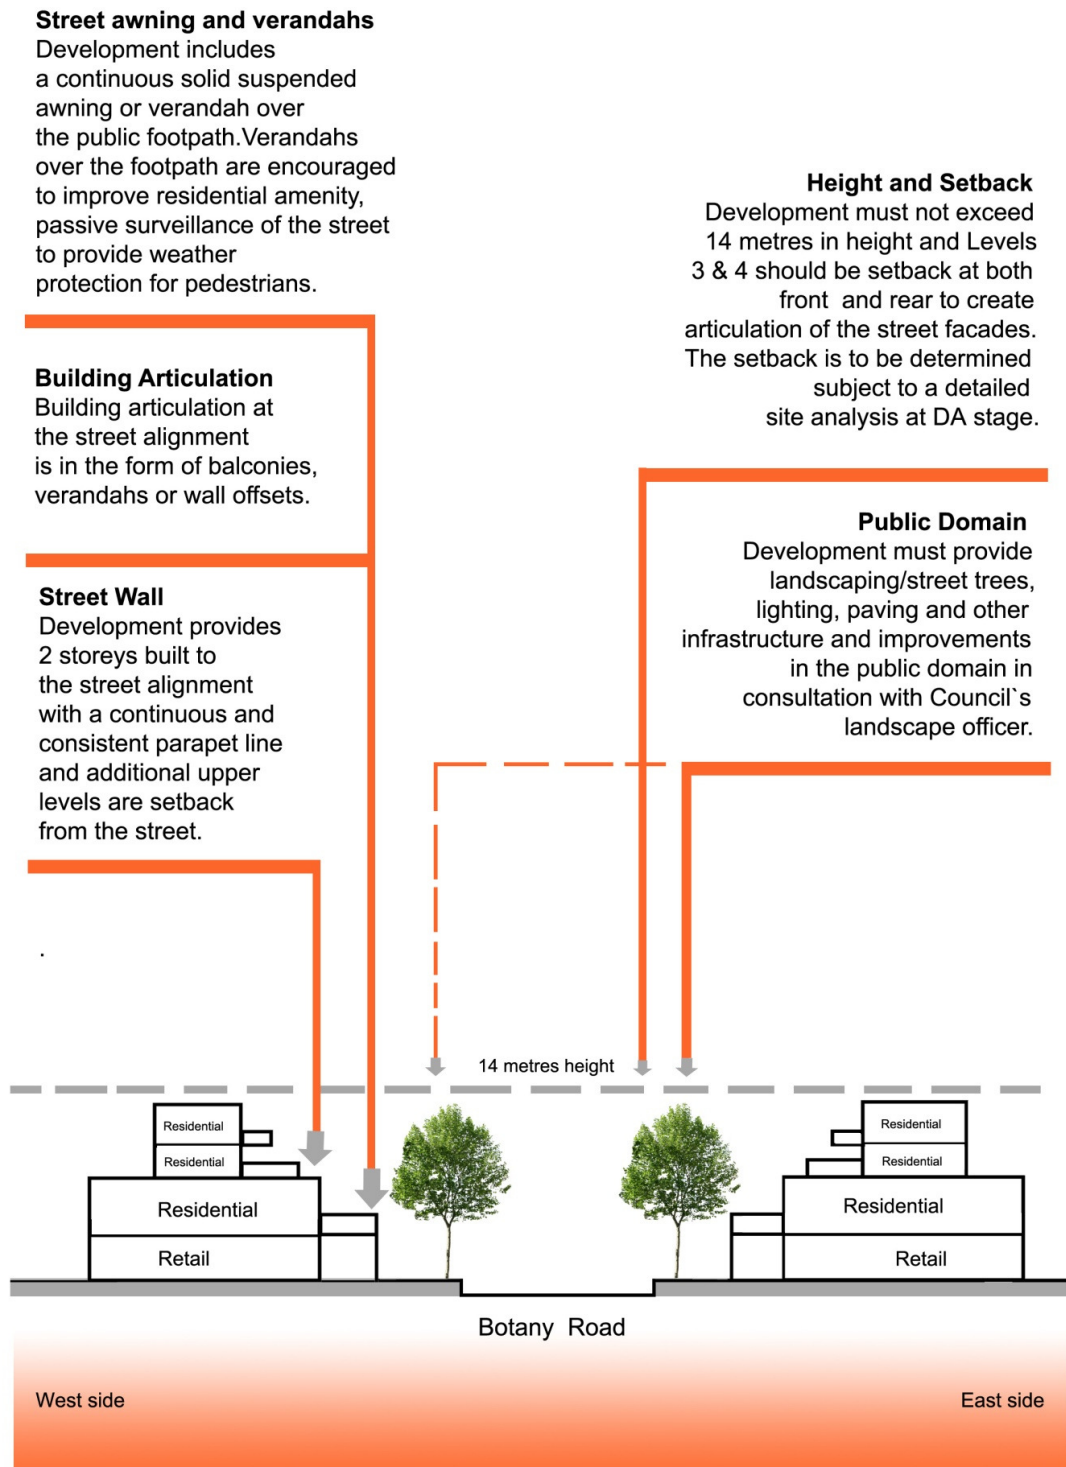 Street awning and verandahs
Development includes
a continuous solid suspended
awning or verandah over
the public footpath.Verandahs
over the footpath are encouraged
to improve residential amenity,
passive surveillance of the street
to provide weather
protection for pedestrians.
Building Articulation
Building articulation at
the street alignment
is in the form of balconies,
verandahs or wall offsets.
Street Wall
Development provides
2 storeys built to
the street alignment
with a continuous and
consistent parapet line
and additional upper
levels are setback
from the street.
.
Height and Setback
Development must not exceed
14 metres in height and Levels
3 & 4 should be setback at both
front  and rear to create
articulation of the street facades.
The setback is to be determined
subject to a detailed
site analysis at DA stage.
Public Domain
Development must provide
landscaping/street trees,
lighting, paving and other
infrastructure and improvements
in the public domain in
consultation with Council`s
landscape officer.
14 metres height
Residential
Residential
Residential
Retail
Residential
Residential
Residential
Retail
Botany  Road
West side
East side